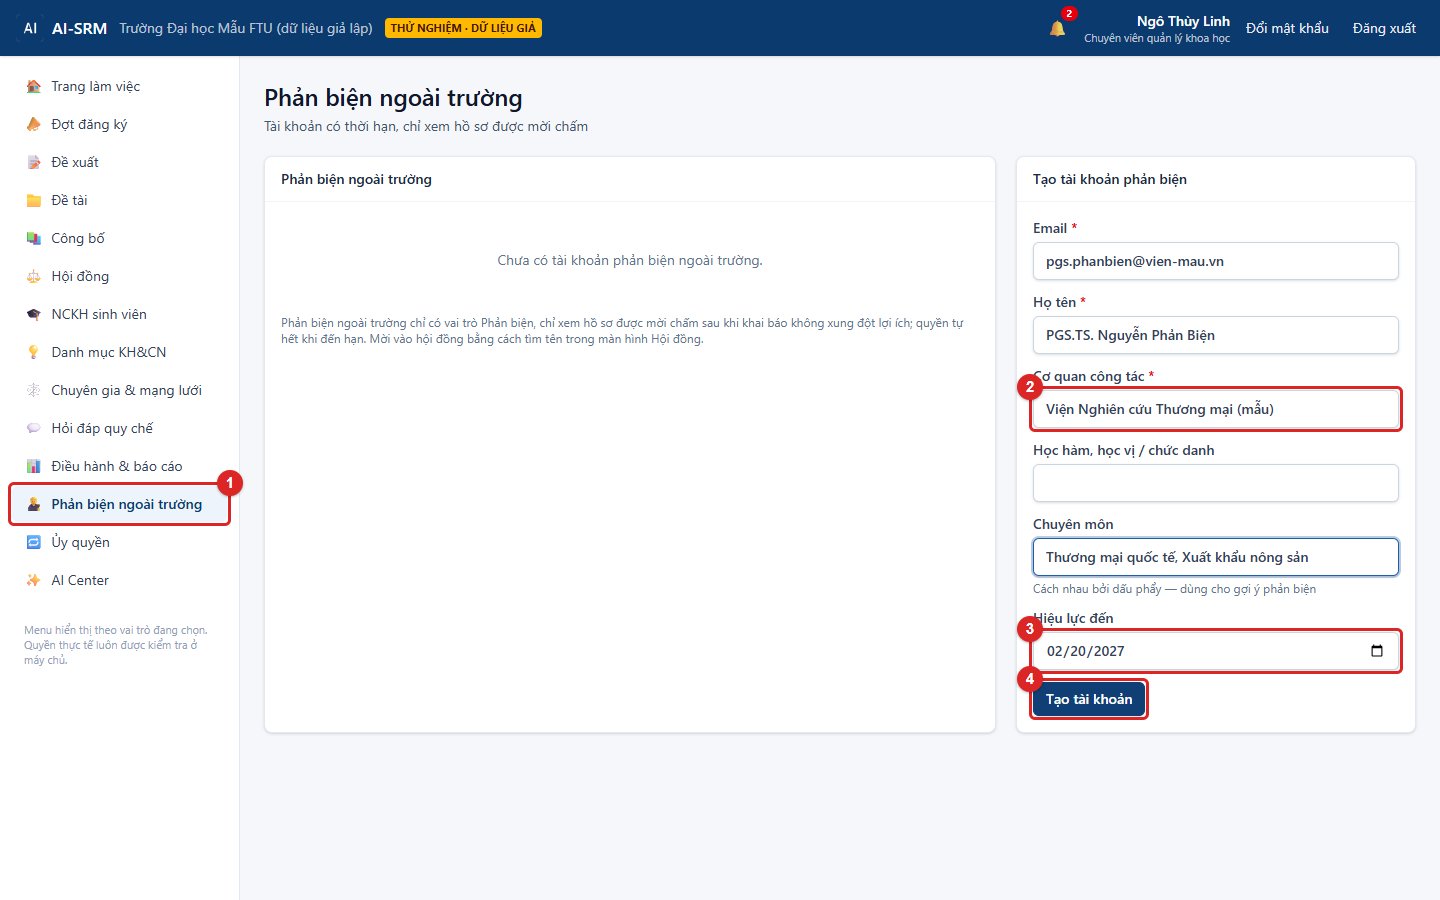 AI AI-SRM Trường Đại học Mẫu FTU (dữ liệu giả lập) THỬ NGHIỆM · DỮ LIỆU GIẢ
2 Ngô Thùy Linh
Chuyên viên quản lý khoa học
Đổi mật khẩu Đăng xuất
Trang làm việc
Đợt đăng ký
Đề xuất
Đề tài
Công bố
Hội đồng
NCKH sinh viên
Danh mục KH&CN
Chuyên gia & mạng lưới
Hỏi đáp quy chế
Điều hành & báo cáo
1
Phản biện ngoài trường
Ủy quyền
AI Center
Menu hiển thị theo vai trò đang chọn.
Quyền thực tế luôn được kiểm tra ở
máy chủ.
Phản biện ngoài trường
Tài khoản có thời hạn, chỉ xem hồ sơ được mời chấm
Phản biện ngoài trường
Chưa có tài khoản phản biện ngoài trường.
Phản biện ngoài trường chỉ có vai trò Phản biện, chỉ xem hồ sơ được mời chấm sau khi khai báo không xung đột lợi ích; quyền tự
hết khi đến hạn. Mời vào hội đồng bằng cách tìm tên trong màn hình Hội đồng.
Tạo tài khoản phản biện
Email *
pgs.phanbien@vien-mau.vn
Họ tên *
PGS.TS. Nguyễn Phản Biện
Cơ quan công tác *
2
Viện Nghiên cứu Thương mại (mẫu)
Học hàm, học vị / chức danh
Chuyên môn
Thương mại quốc tế, Xuất khẩu nông sản
Cách nhau bởi dấu phẩy — dùng cho gợi ý phản biện
Hiệu lực đến
3
02/20/2027
4
Tạo tài khoản